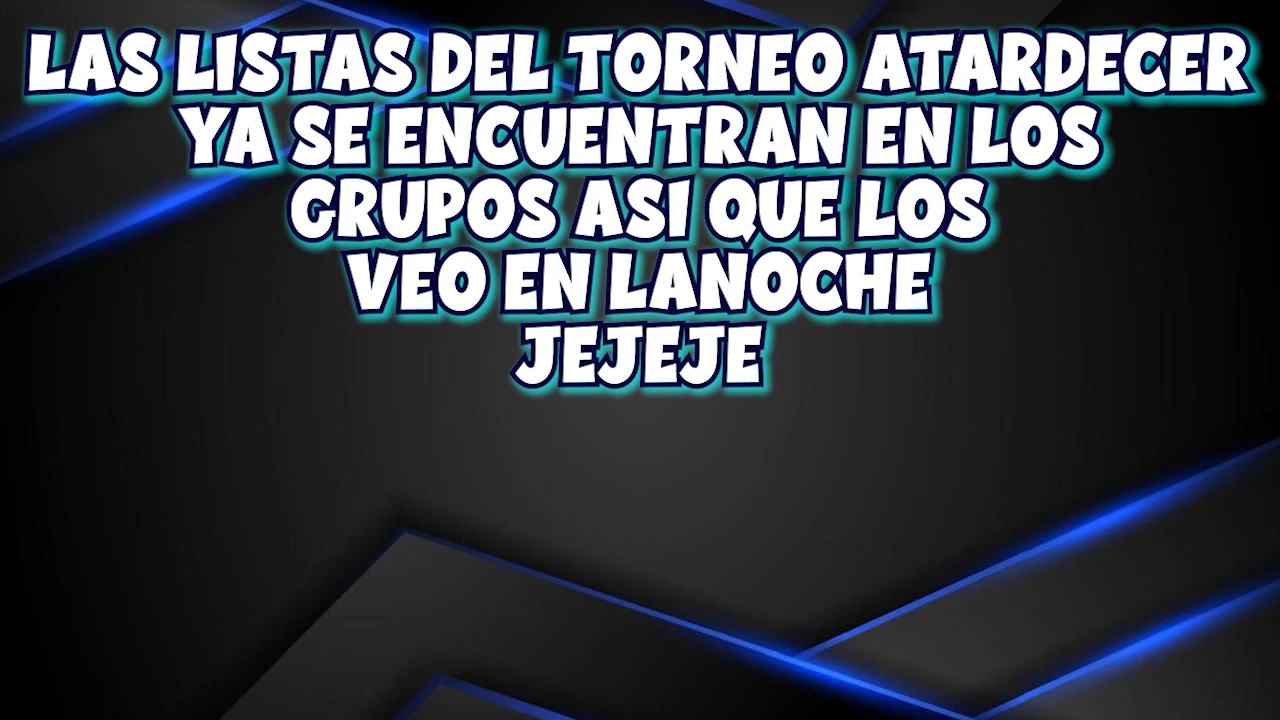 LAS LISTAS DEL TORNEO ATARDECER
YA SE ENCUENTRAN EN LOS
GRUPOS ASI QUE LOS
VEO EN LANOCHE
JEJEJE